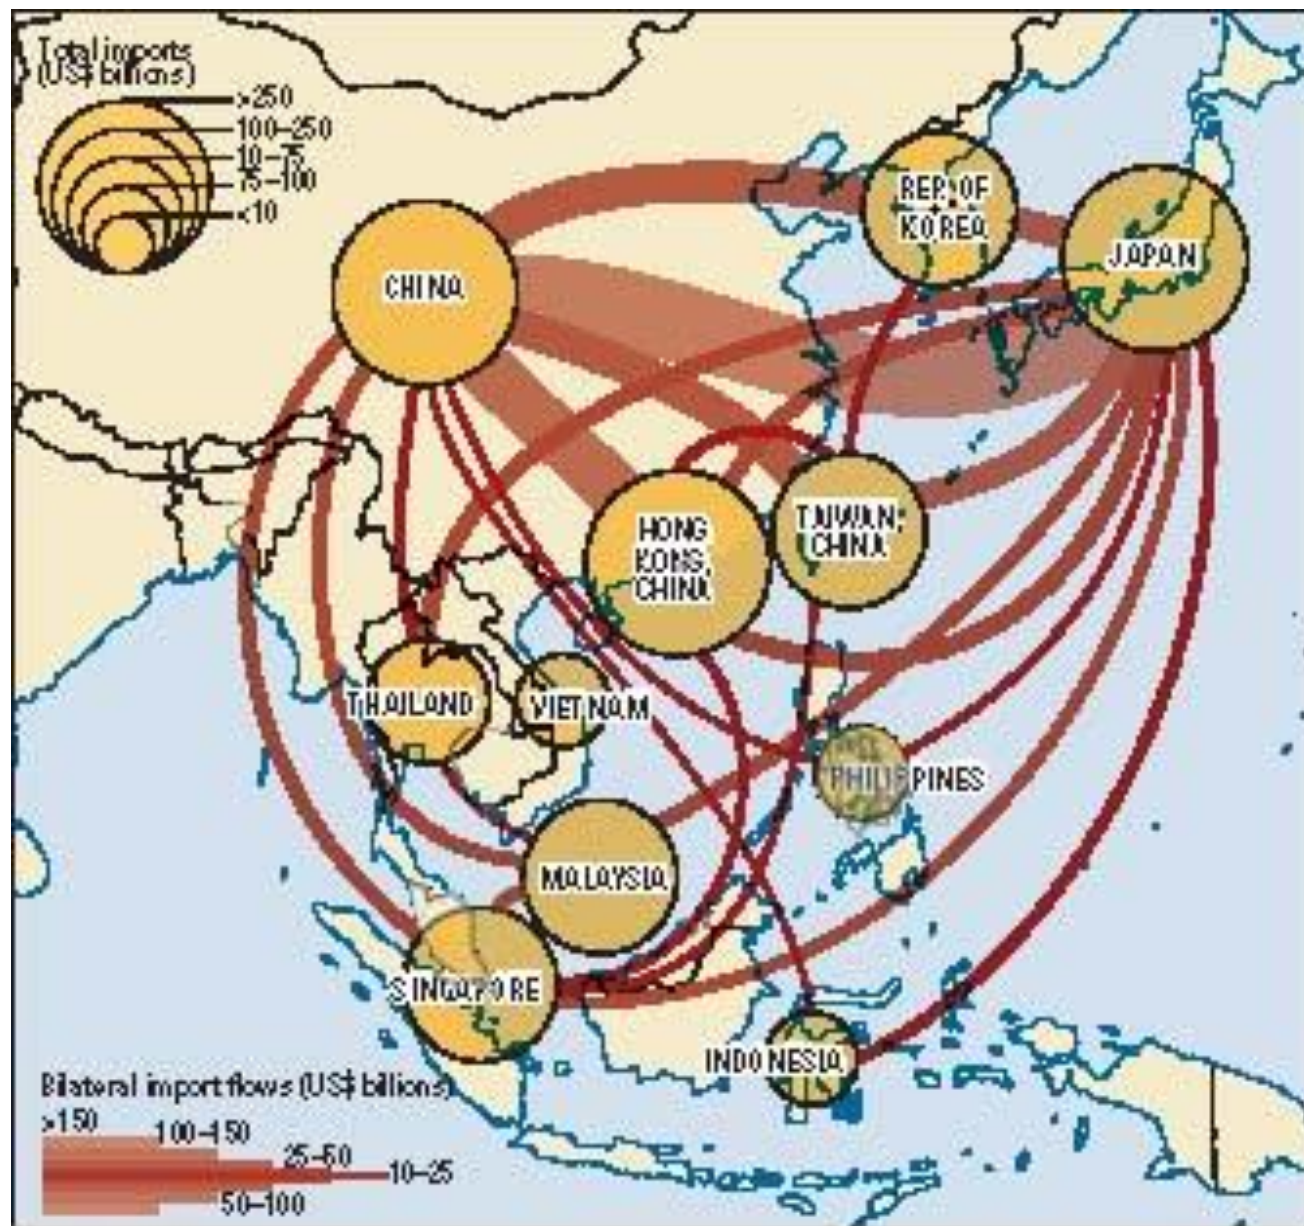 Total imports
(US$ billions)
>250
100–250
10–75
75–100
<10
REP. OF
KOREA
JAPAN
CHINA
HONG
KONG,
CHINA
TAIWAN,
CHINA
THAILAND
VIETNAM
PHILIPPINES
MALAYSIA
SINGAPORE
INDONESIA
Bilateral import flows (US$ billions)
>150
100–150
25–50
10–25
50–100